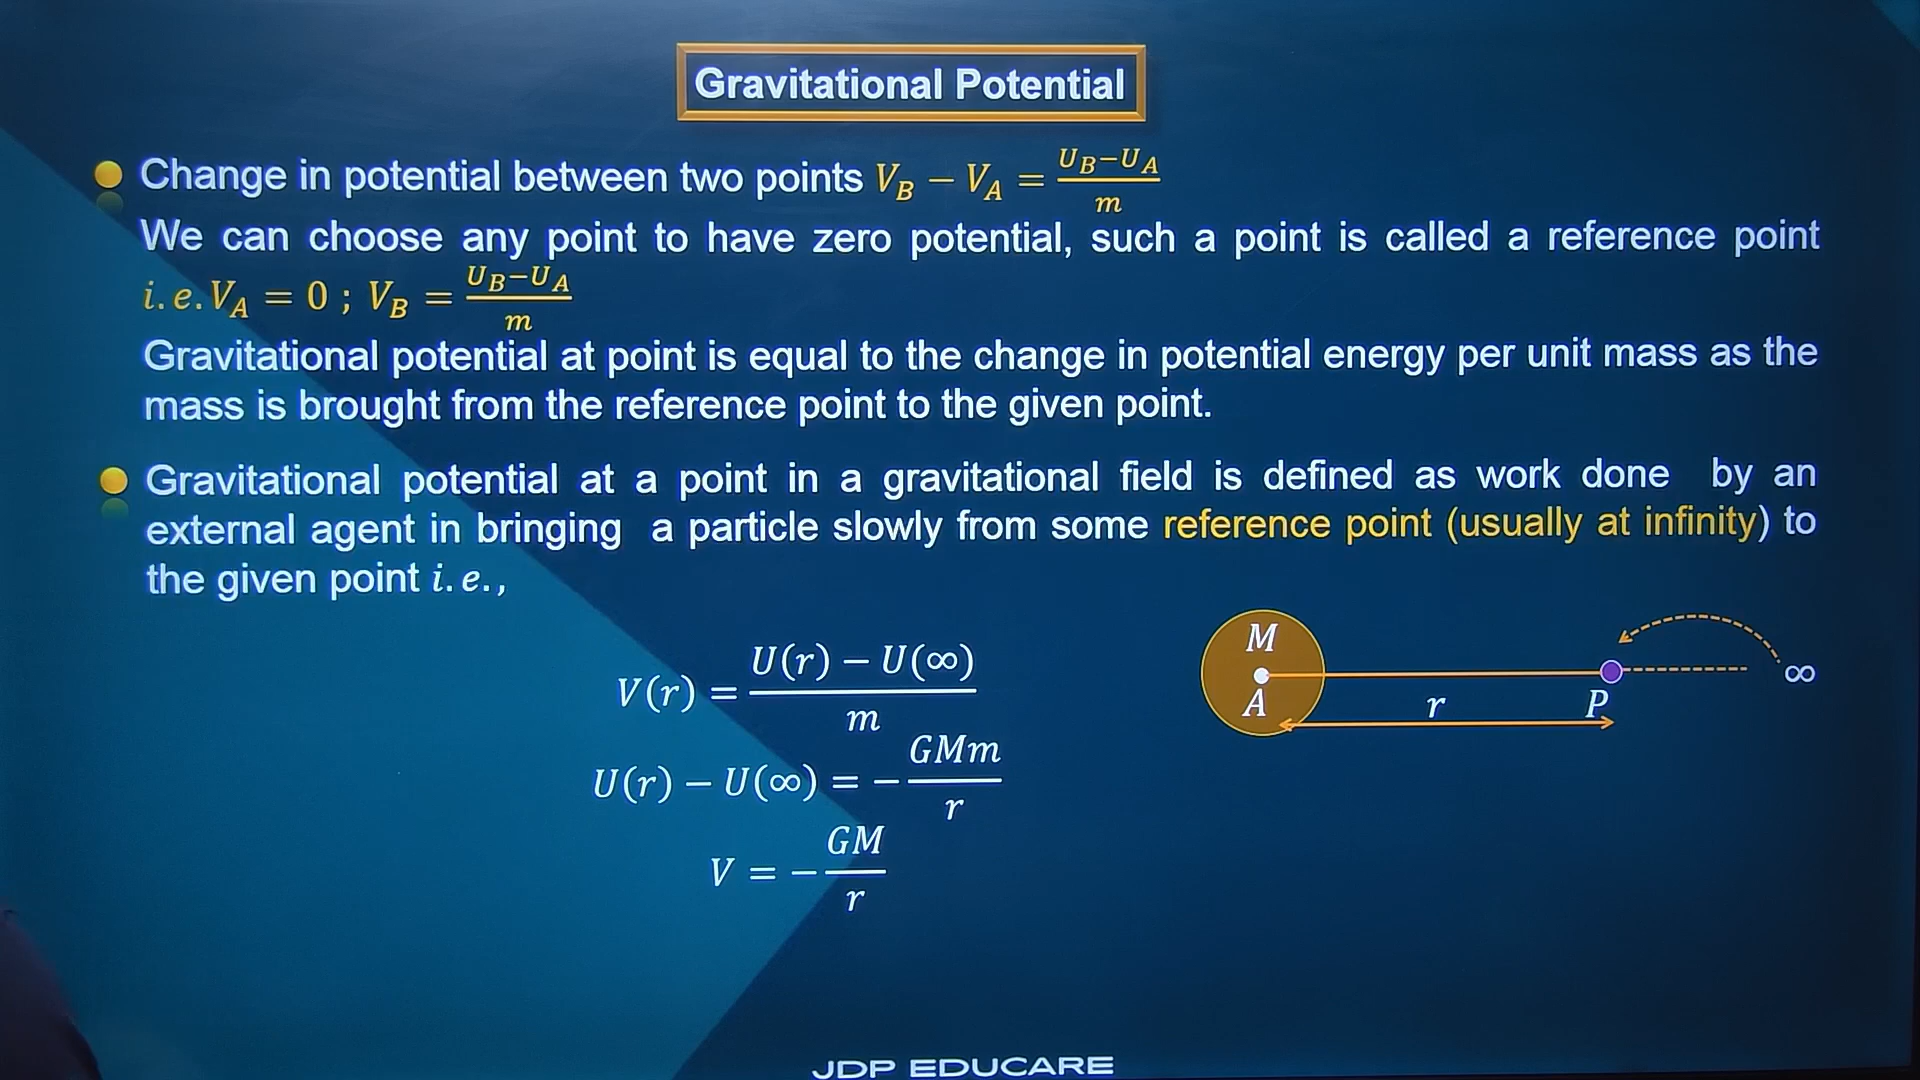 Gravitational Potential
Change in potential between two points V_B − V_A = (U_B−U_A)/m
We can choose any point to have zero potential, such a point is called a reference point
i.e. V_A = 0 ; V_B = (U_B−U_A)/m
Gravitational potential at point is equal to the change in potential energy per unit mass as the
mass is brought from the reference point to the given point.
Gravitational potential at a point in a gravitational field is defined as work done by an
external agent in bringing a particle slowly from some reference point (usually at infinity) to
the given point i.e.,
V(r) = (U(r) − U(∞))/m
U(r) − U(∞) = − GMm/r
V = − GM/r
M
A
r
P
∞
JDP EDUCARE